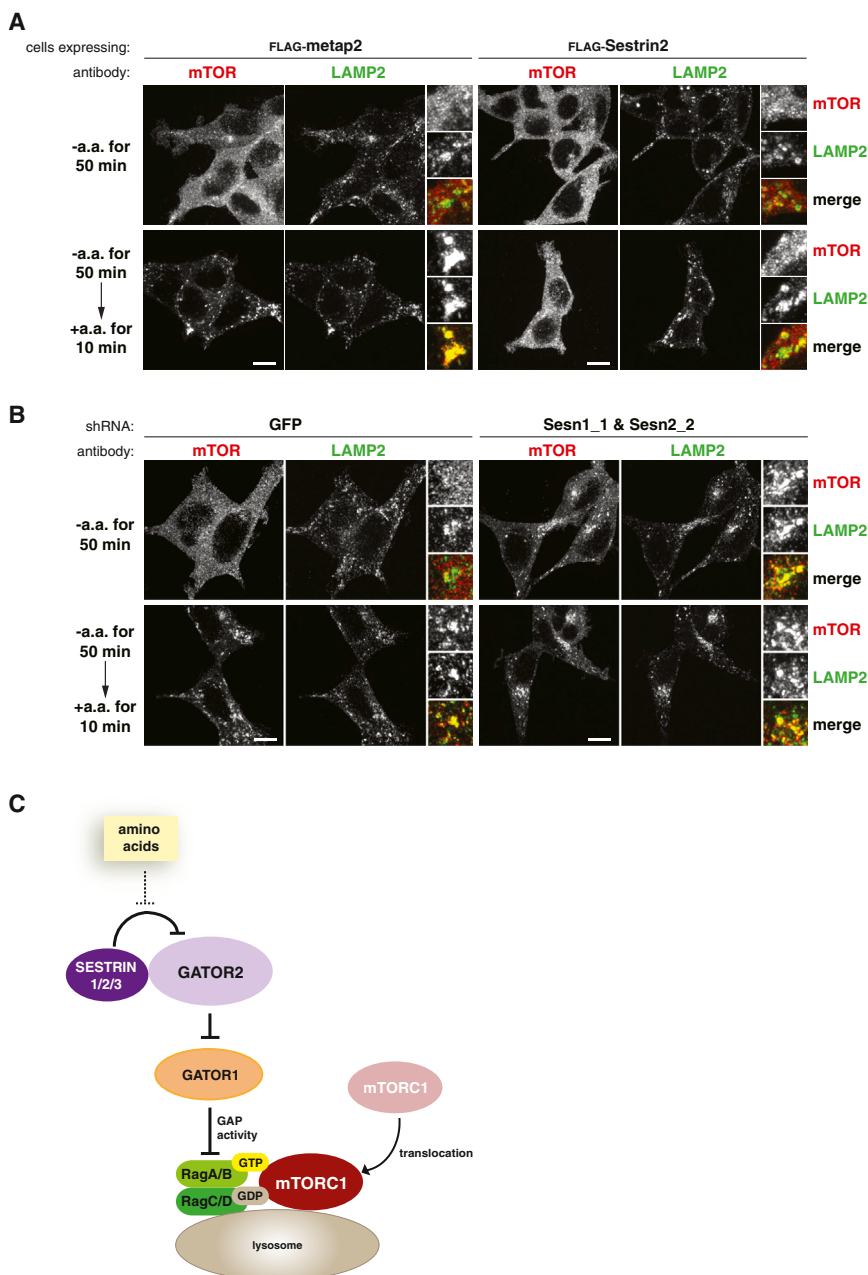 A
cells expressing: FLAG-metap2 FLAG-Sestrin2
antibody: mTOR LAMP2 mTOR LAMP2
-a.a. for
50 min
mTOR
LAMP2
merge
-a.a. for
50 min
+a.a. for
10 min
mTOR
LAMP2
merge
B
shRNA: GFP Sesn1_1 & Sesn2_2
antibody: mTOR LAMP2 mTOR LAMP2
-a.a. for
50 min
mTOR
LAMP2
merge
-a.a. for
50 min
+a.a. for
10 min
mTOR
LAMP2
merge
C
amino
acids
SESTRIN
1/2/3
GATOR2
GATOR1
mTORC1
GAP
activity
translocation
RagA/B
GTP
mTORC1
RagC/D
GDP
lysosome